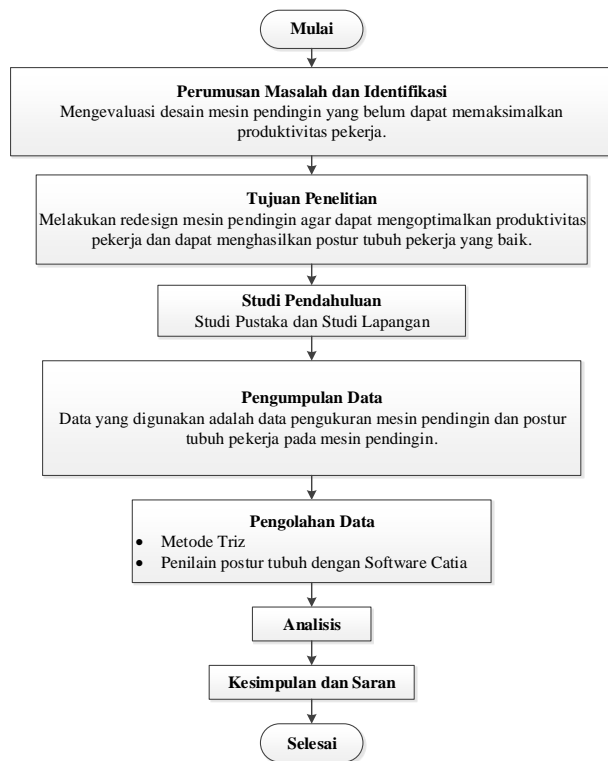 Mulai
Perumusan Masalah dan Identifikasi
Mengevaluasi desain mesin pendingin yang belum dapat memaksimalkan
produktivitas pekerja.
Tujuan Penelitian
Melakukan redesign mesin pendingin agar dapat mengoptimalkan produktivitas
pekerja dan dapat menghasilkan postur tubuh pekerja yang baik.
Studi Pendahuluan
Studi Pustaka dan Studi Lapangan
Pengumpulan Data
Data yang digunakan adalah data pengukuran mesin pendingin dan postur
tubuh pekerja pada mesin pendingin.
Pengolahan Data
• Metode Triz
• Penilain postur tubuh dengan Software Catia
Analisis
Kesimpulan dan Saran
Selesai